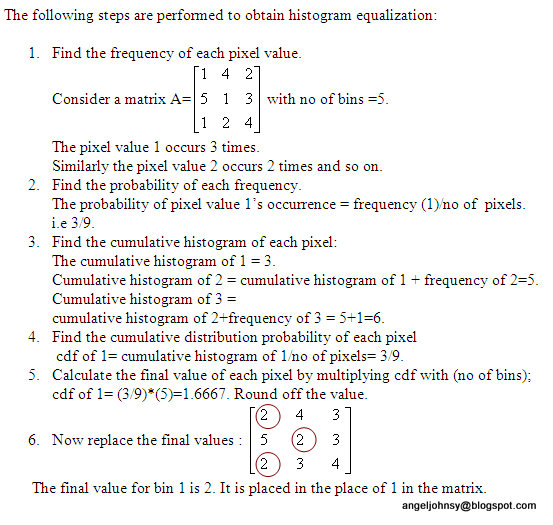 The following steps are performed to obtain histogram equalization:
1. Find the frequency of each pixel value.
1 4 2
Consider a matrix A= 5 1 3 with no of bins =5.
1 2 4
The pixel value 1 occurs 3 times.
Similarly the pixel value 2 occurs 2 times and so on.
2. Find the probability of each frequency.
The probability of pixel value 1's occurrence = frequency (1)/no of pixels.
i.e 3/9.
3. Find the cumulative histogram of each pixel:
The cumulative histogram of 1 = 3.
Cumulative histogram of 2 = cumulative histogram of 1 + frequency of 2=5.
Cumulative histogram of 3 =
cumulative histogram of 2+frequency of 3 = 5+1=6.
4. Find the cumulative distribution probability of each pixel
cdf of 1= cumulative histogram of 1/no of pixels= 3/9.
5. Calculate the final value of each pixel by multiplying cdf with (no of bins);
cdf of 1= (3/9)*(5)=1.6667. Round off the value.
2 4 3
6. Now replace the final values : 5 2 3
2 3 4
The final value for bin 1 is 2. It is placed in the place of 1 in the matrix.
angeljohnsy@blogspot.com